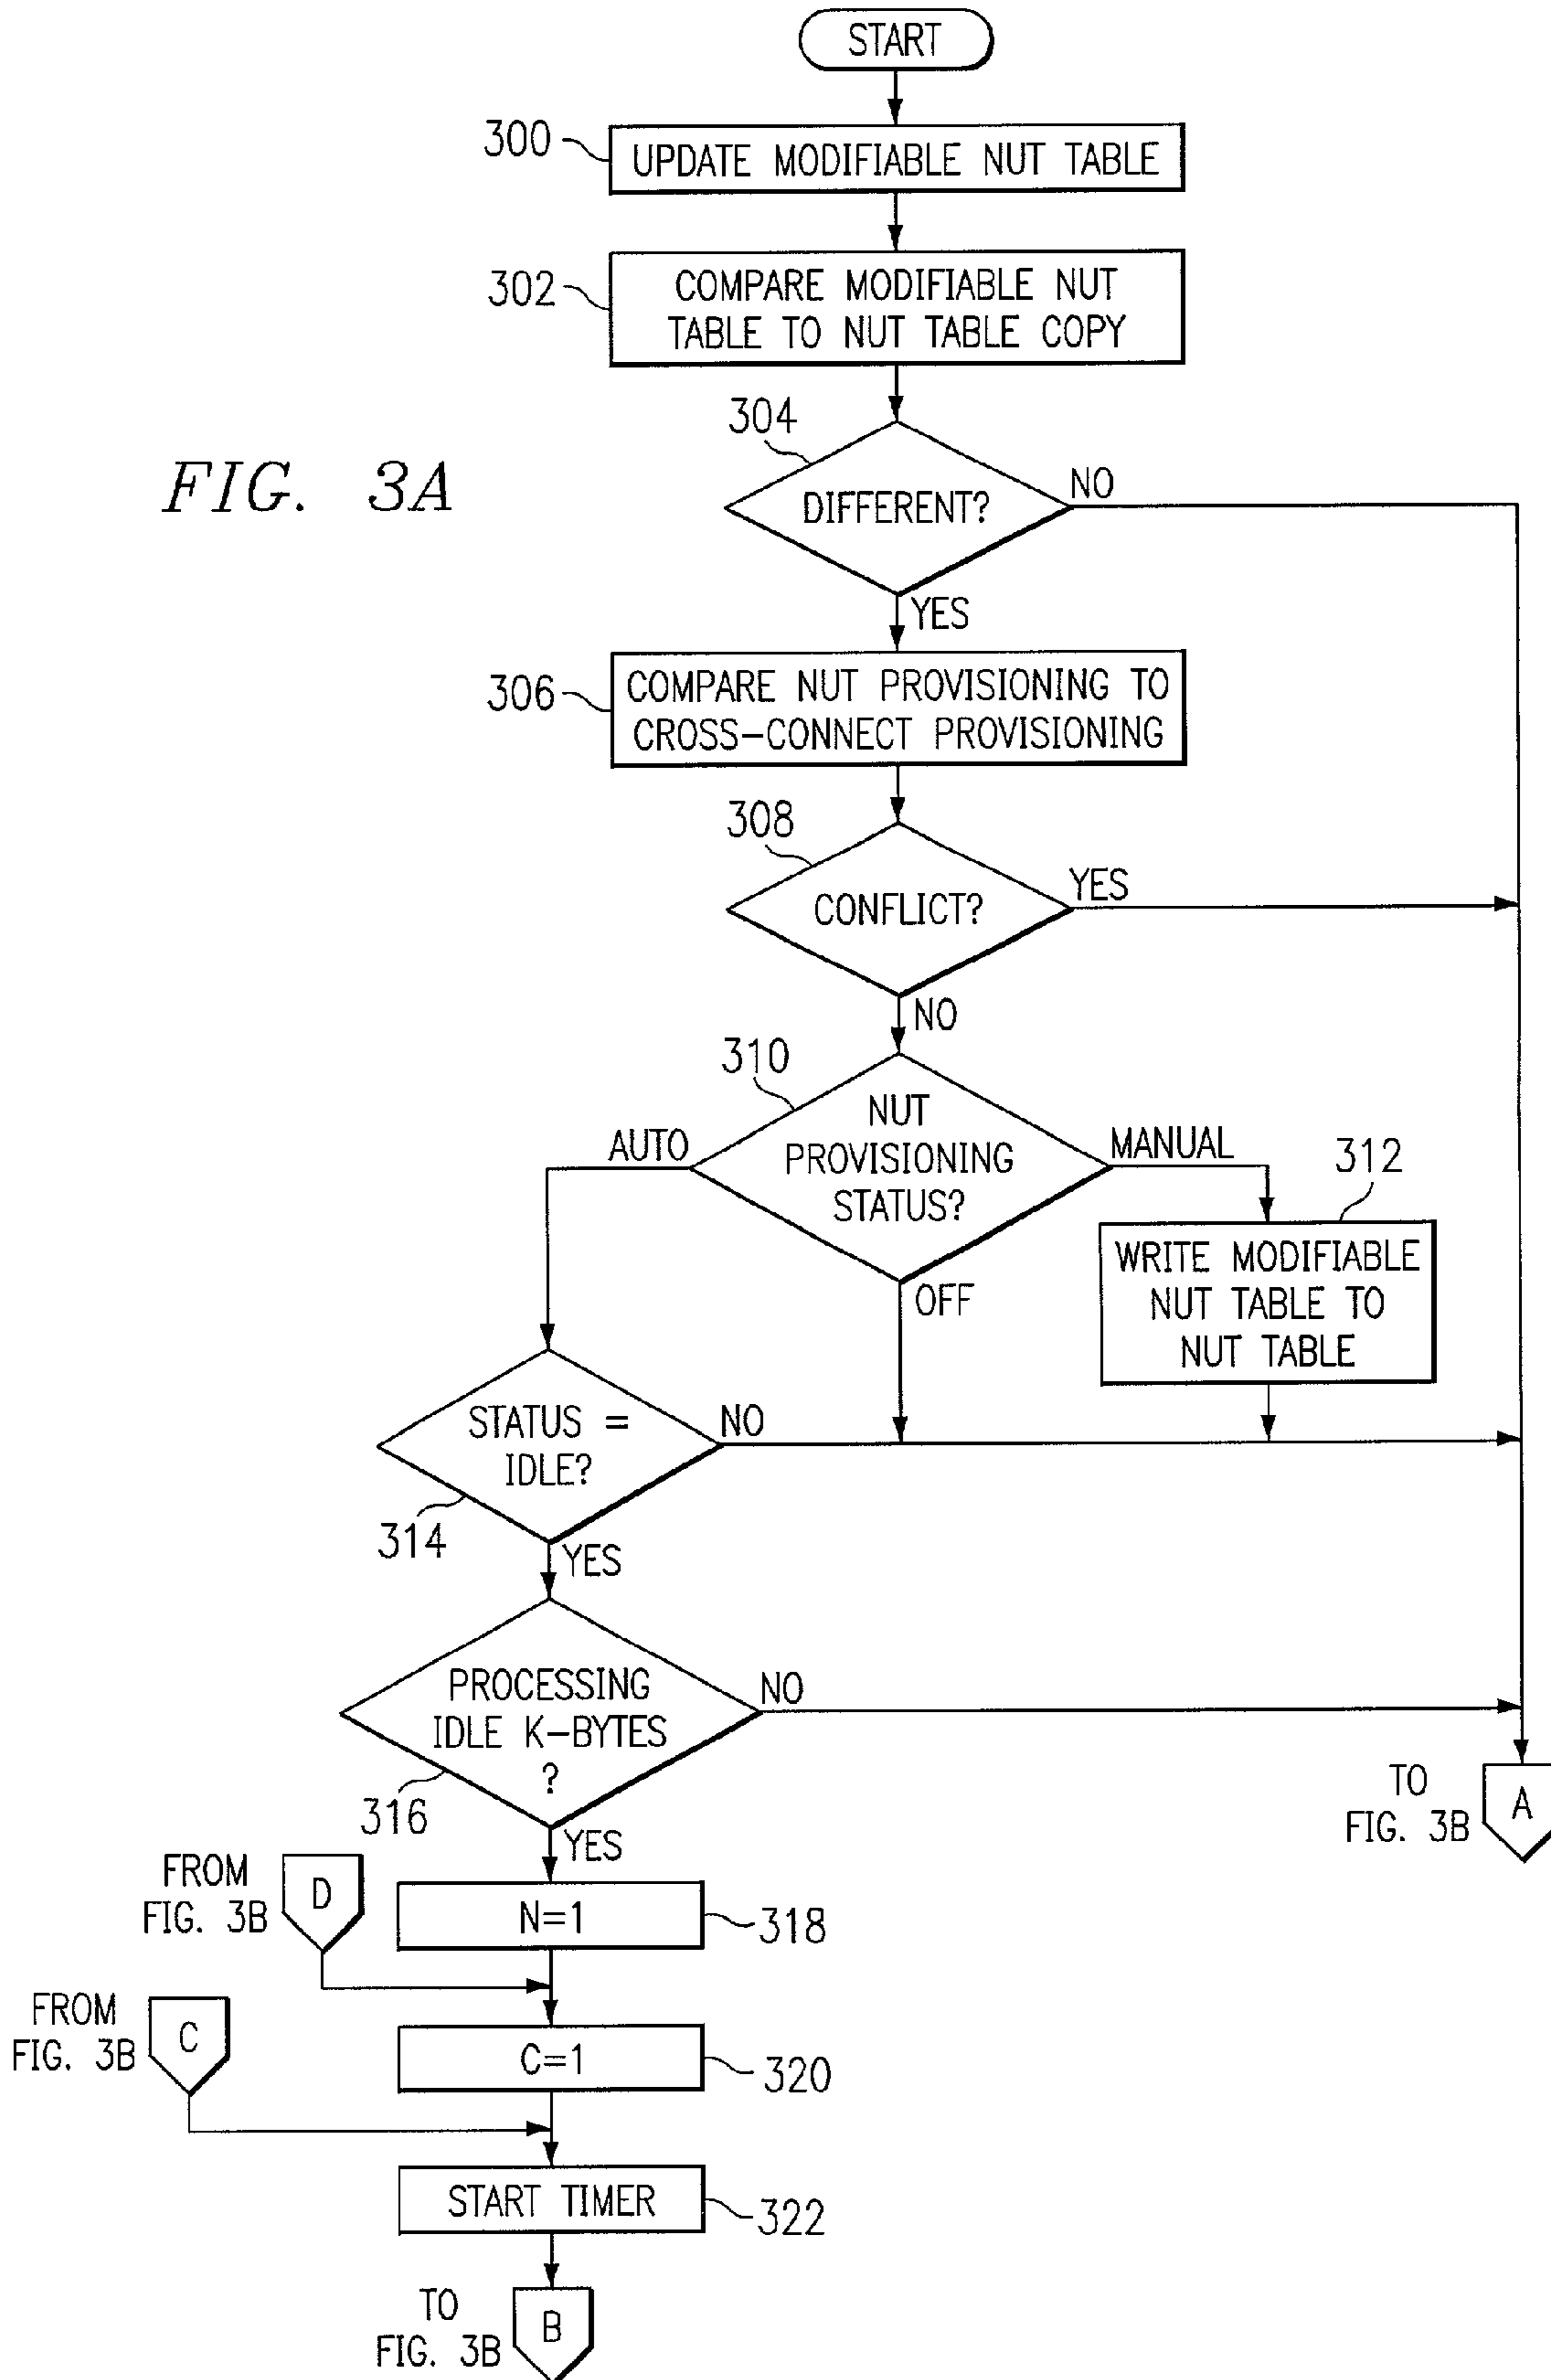 START
300
UPDATE MODIFIABLE NUT TABLE
302
COMPARE MODIFIABLE NUT
TABLE TO NUT TABLE COPY
304
FIG. 3A
DIFFERENT?
NO
YES
306
COMPARE NUT PROVISIONING TO
CROSS-CONNECT PROVISIONING
308
CONFLICT?
YES
NO
310
NUT
PROVISIONING
STATUS?
AUTO
MANUAL
OFF
312
WRITE MODIFIABLE
NUT TABLE TO
NUT TABLE
STATUS =
IDLE?
NO
314
YES
PROCESSING
IDLE K-BYTES
?
NO
316
YES
TO
FIG. 3B
A
FROM
FIG. 3B
D
N=1
318
FROM
FIG. 3B
C
C=1
320
START TIMER
322
TO
FIG. 3B
B